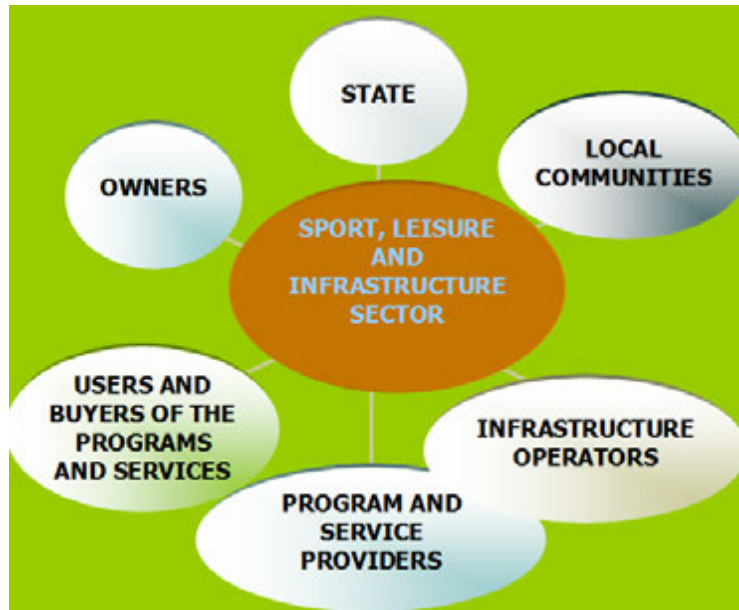 STATE
LOCAL
COMMUNITIES
OWNERS
SPORT, LEISURE
AND
INFRASTRUCTURE
SECTOR
USERS AND
BUYERS OF THE
PROGRAMS
AND SERVICES
INFRASTRUCTURE
OPERATORS
PROGRAM AND
SERVICE
PROVIDERS